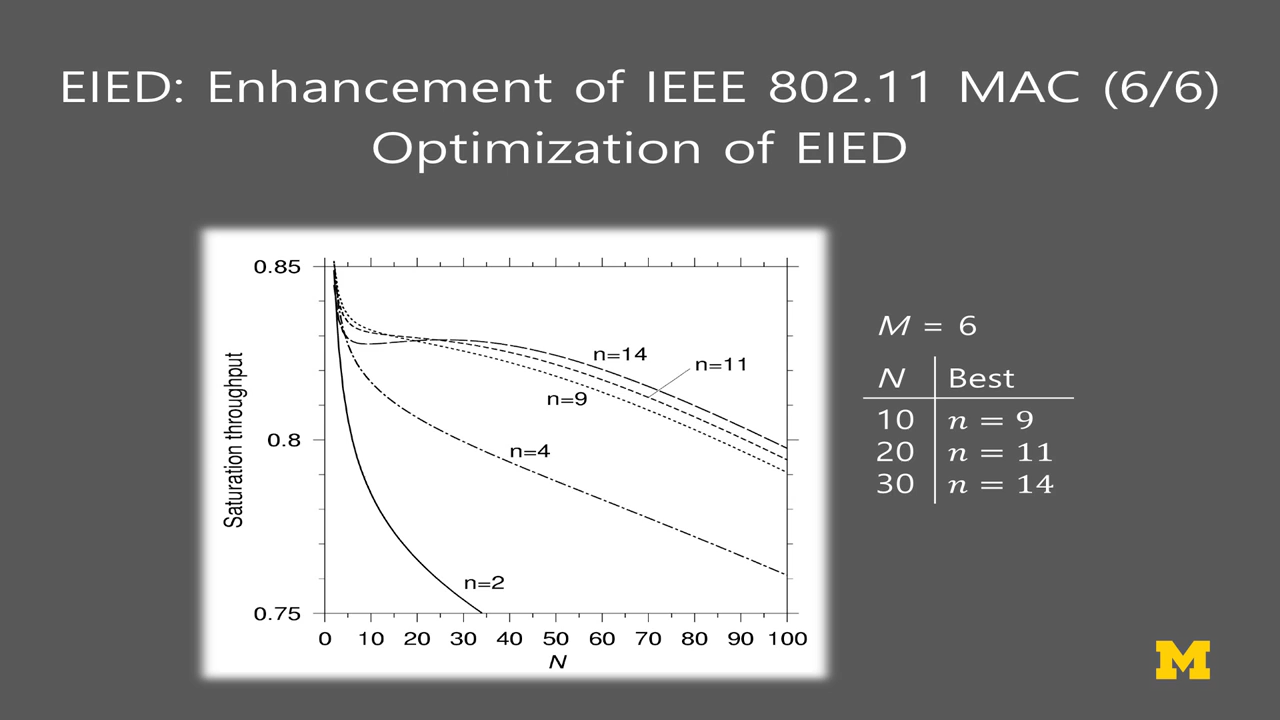 EIED: Enhancement of IEEE 802.11 MAC (6/6)
Optimization of EIED
Saturation throughput
0.85
0.8
0.75
n=14
n=11
n=9
n=4
n=2
0 10 20 30 40 50 60 70 80 90 100
N
M = 6
N Best
10 n = 9
20 n = 11
30 n = 14
M